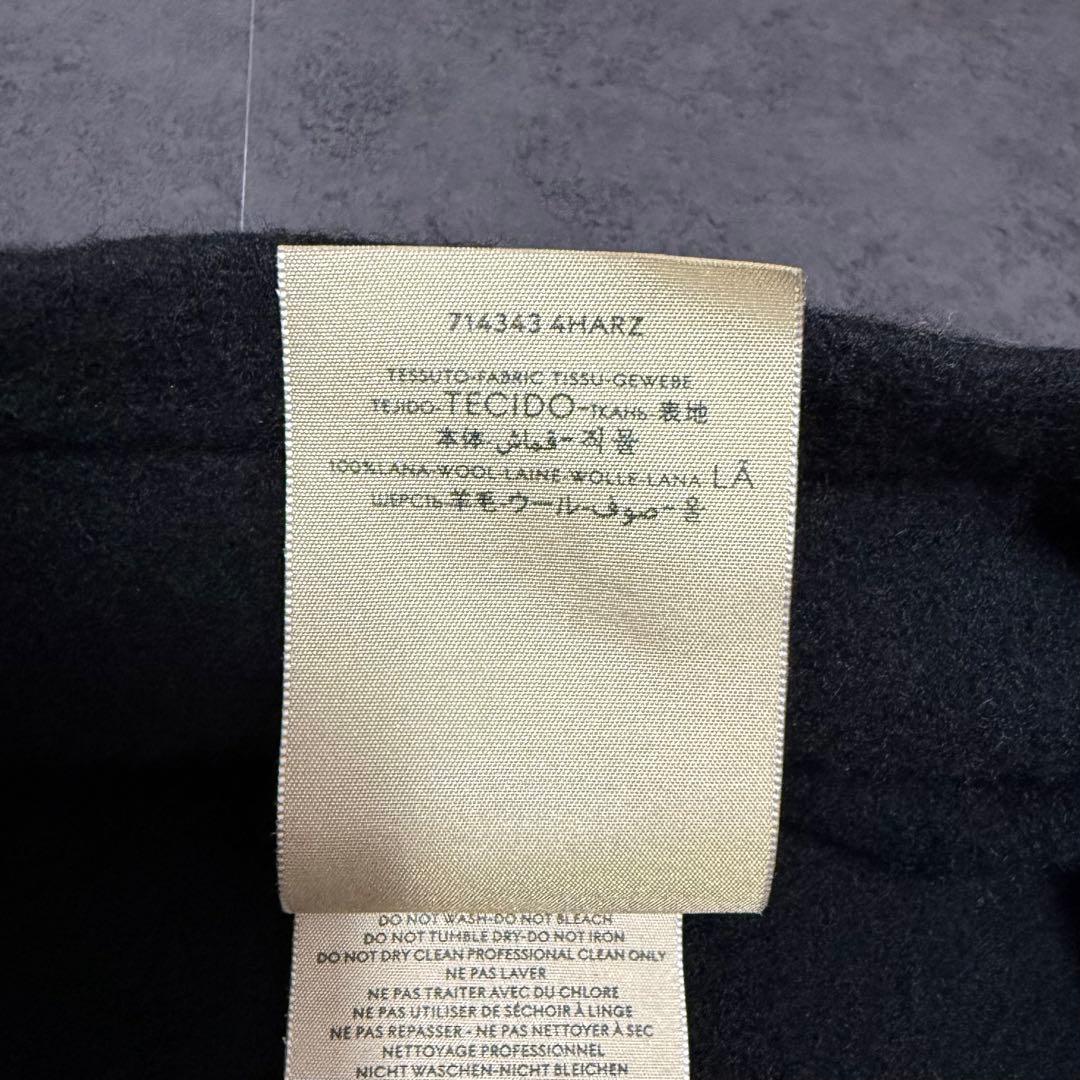 714343 4HARZ
TESSUTO-FABRIC TISSU-GEWEBE
TEJIDO-TECIDO-ТКАНЬ 表地
本体-قماش-직물
100%LANA-WOOL-LAINE-WOLLE-LANA LÃ
ШЕРСТЬ 羊毛-ウール-صوف-울
DO NOT WASH-DO NOT BLEACH
DO NOT TUMBLE DRY-DO NOT IRON
DO NOT DRY CLEAN PROFESSIONAL CLEAN ONLY
NE PAS LAVER
NE PAS TRAITER AVEC DU CHLORE
NE PAS UTILISER DE SÉCHOIR À LINGE
NE PAS REPASSER - NE PAS NETTOYER À SEC
NETTOYAGE PROFESSIONNEL
NICHT WASCHEN-NICHT BLEICHEN